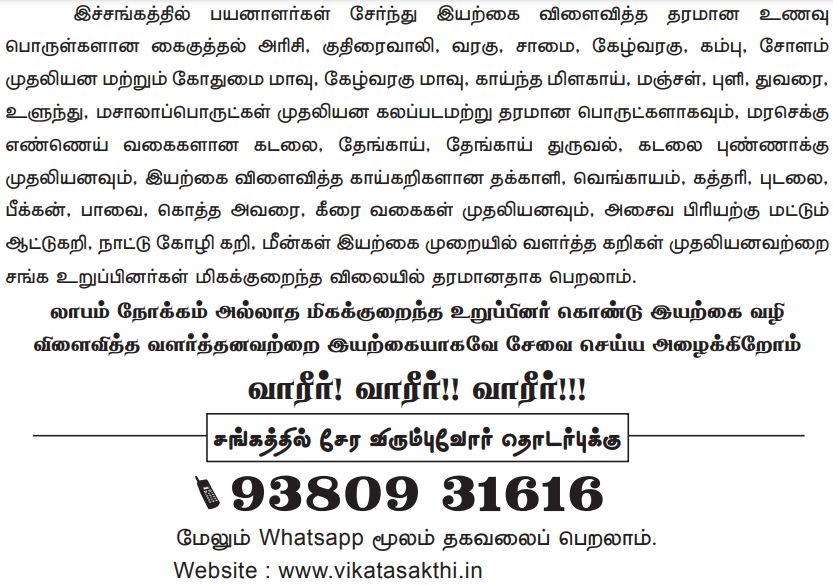 இச்சங்கத்தில் பயனாளர்கள் சேர்ந்து இயற்கை விளைவித்த தரமான உணவு
பொருள்களான கைகுத்தல் அரிசி, குதிரைவாலி, வரகு, சாமை, கேழ்வரகு, கம்பு, சோளம்
முதலியன மற்றும் கோதுமை மாவு, கேழ்வரகு மாவு, காய்ந்த மிளகாய், மஞ்சள், புளி, துவரை,
உளுந்து, மசாலாப்பொருட்கள் முதலியன கலப்படமற்று தரமான பொருட்களாகவும், மரசெக்கு
எண்ணெய் வகைகளான கடலை, தேங்காய், தேங்காய் துருவல், கடலை புண்ணாக்கு
முதலியனவும், இயற்கை விளைவித்த காய்கறிகளான தக்காளி, வெங்காயம், கத்தரி, புடலை,
பீக்கன், பாவை, கொத்த அவரை, கீரை வகைகள் முதலியனவும், அசைவ பிரியற்கு மட்டும்
ஆட்டுகறி, நாட்டு கோழி கறி, மீன்கள் இயற்கை முறையில் வளர்த்த கறிகள் முதலியனவற்றை
சங்க உறுப்பினர்கள் மிகக்குறைந்த விலையில் தரமானதாக பெறலாம்.
லாபம் நோக்கம் அல்லாத மிகக்குறைந்த உறுப்பினர் கொண்டு இயற்கை வழி
விளைவித்த வளர்த்தனவற்றை இயற்கையாகவே சேவை செய்ய அழைக்கிறோம்
வாரீர்! வாரீர்!! வாரீர்!!!
சங்கத்தில் சேர விரும்புவோர் தொடர்புக்கு
93809 31616
மேலும் Whatsapp மூலம் தகவலைப் பெறலாம்.
Website : www.vikatasakthi.in